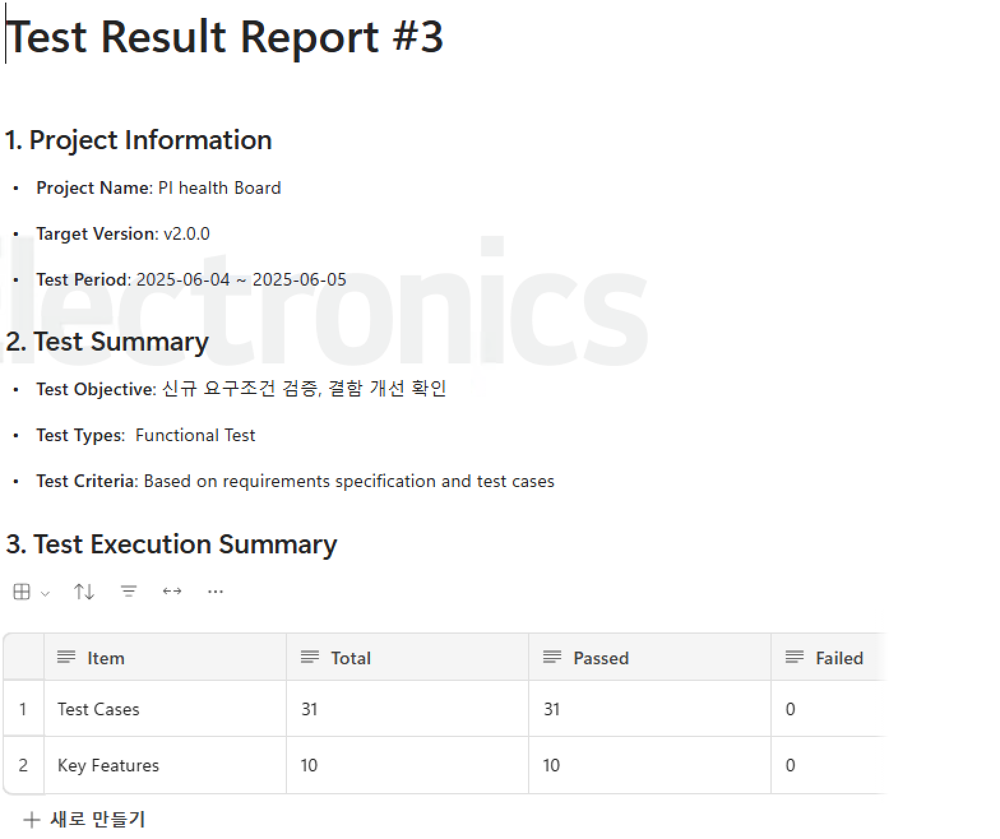 Test Result Report #3
1. Project Information
• Project Name: PI health Board
• Target Version: v2.0.0
• Test Period: 2025-06-04 ~ 2025-06-05
lectronics
2. Test Summary
• Test Objective: 신규 요구조건 검증, 결함 개선 확인
• Test Types: Functional Test
• Test Criteria: Based on requirements specification and test cases
3. Test Execution Summary
Item Total Passed Failed
1 Test Cases 31 31 0
2 Key Features 10 10 0
+ 새로 만들기